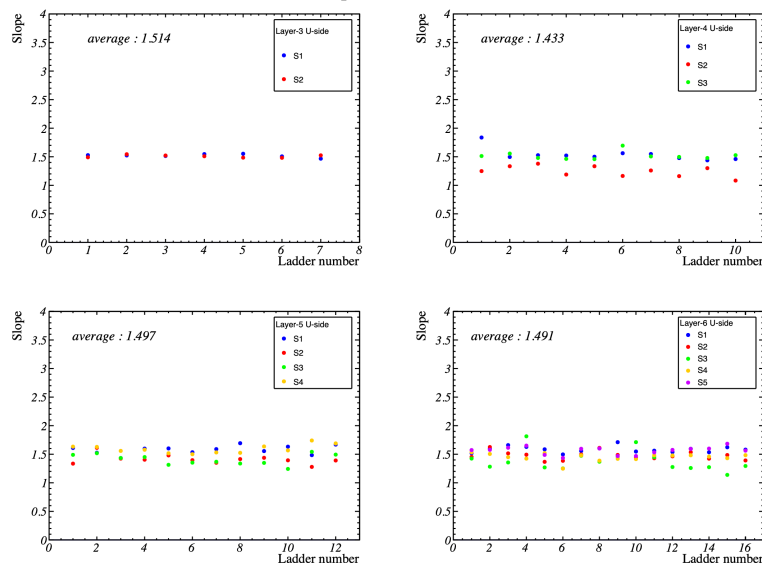 Slope
4
3.5
3
2.5
2
1.5
1
0.5
0
average : 1.514
Layer-3 U-side
S1
S2
0 1 2 3 4 5 6 7 8
Ladder number
Slope
4
3.5
3
2.5
2
1.5
1
0.5
0
average : 1.433
Layer-4 U-side
S1
S2
S3
0 2 4 6 8 10
Ladder number
Slope
4
3.5
3
2.5
2
1.5
1
0.5
0
average : 1.497
Layer-5 U-side
S1
S2
S3
S4
0 2 4 6 8 10 12
Ladder number
Slope
4
3.5
3
2.5
2
1.5
1
0.5
0
average : 1.491
Layer-6 U-side
S1
S2
S3
S4
S5
0 2 4 6 8 10 12 14 16
Ladder number